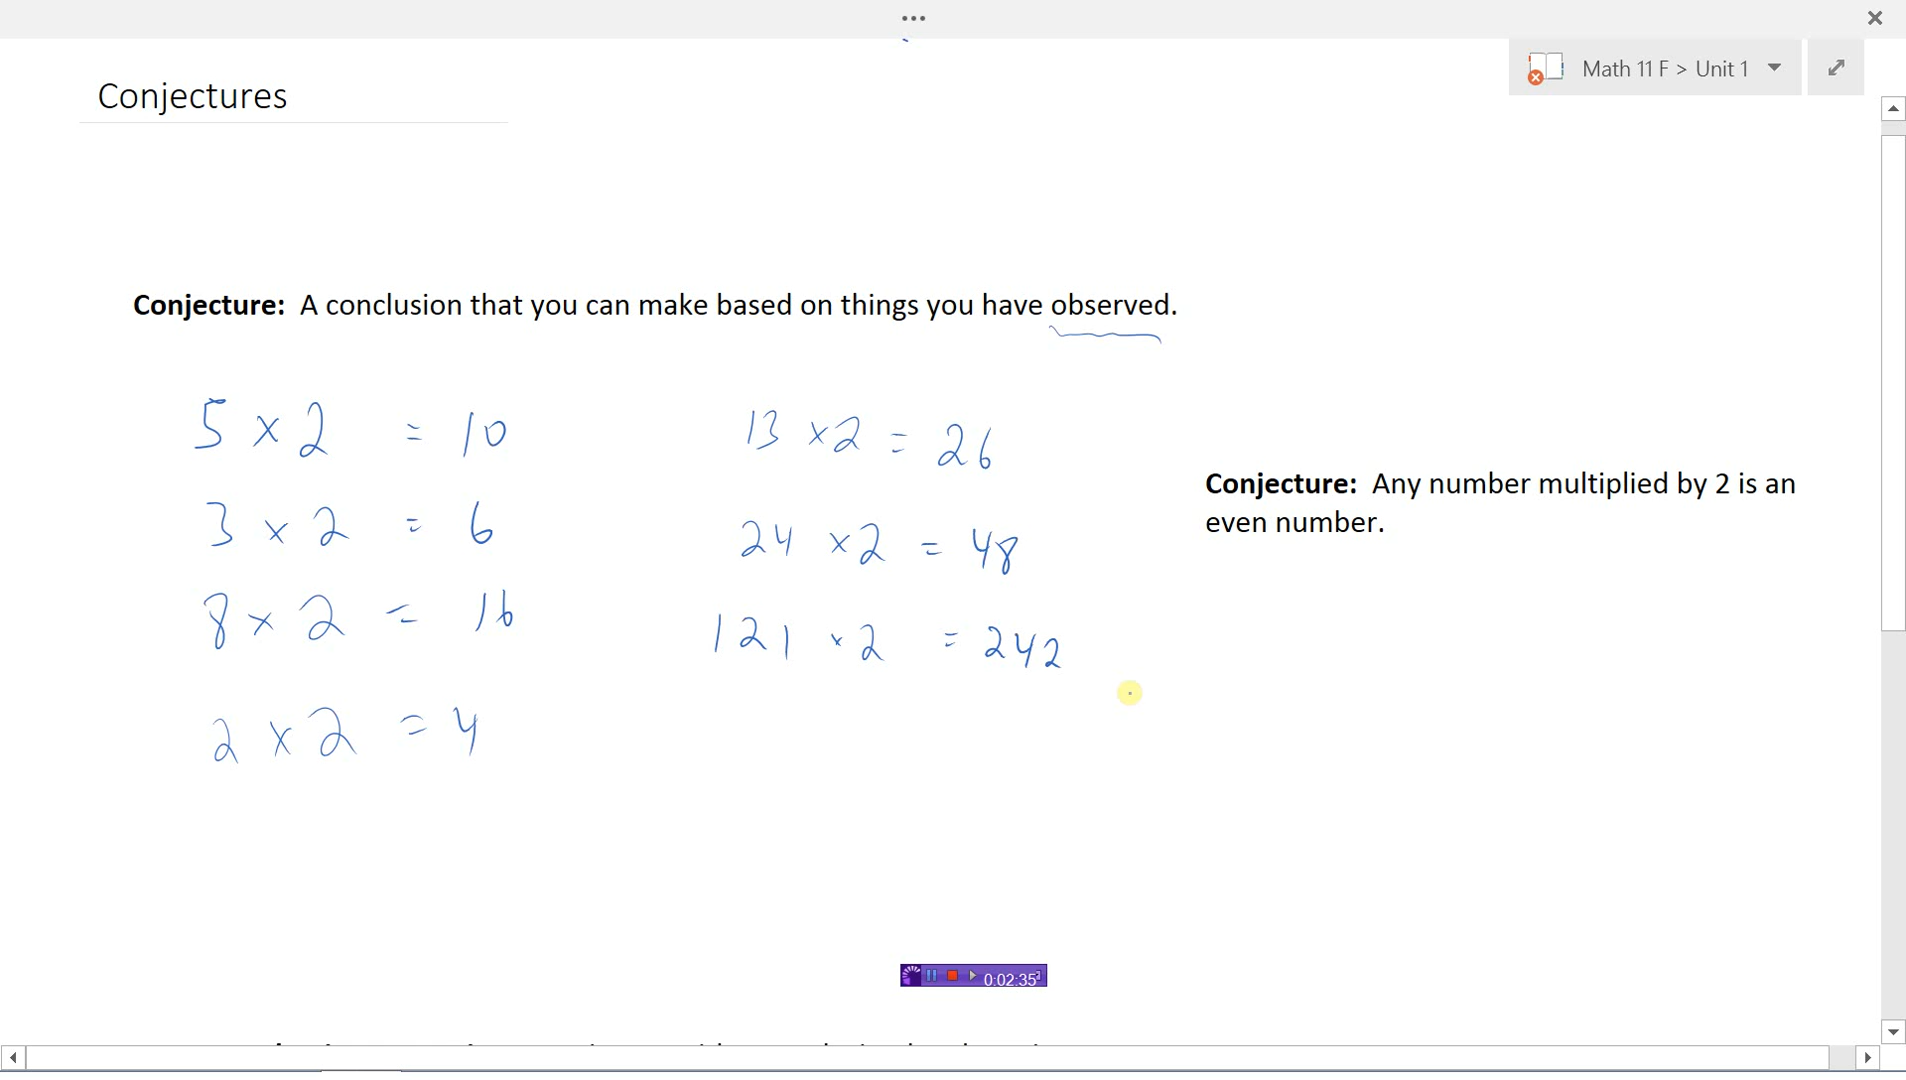 Math 11 F > Unit 1
Conjectures
Conjecture: A conclusion that you can make based on things you have observed.
5 × 2 = 10
3 × 2 = 6
8 × 2 = 16
2 × 2 = 4
13 × 2 = 26
24 × 2 = 48
121 × 2 = 242
Conjecture: Any number multiplied by 2 is an
even number.
0:02:35